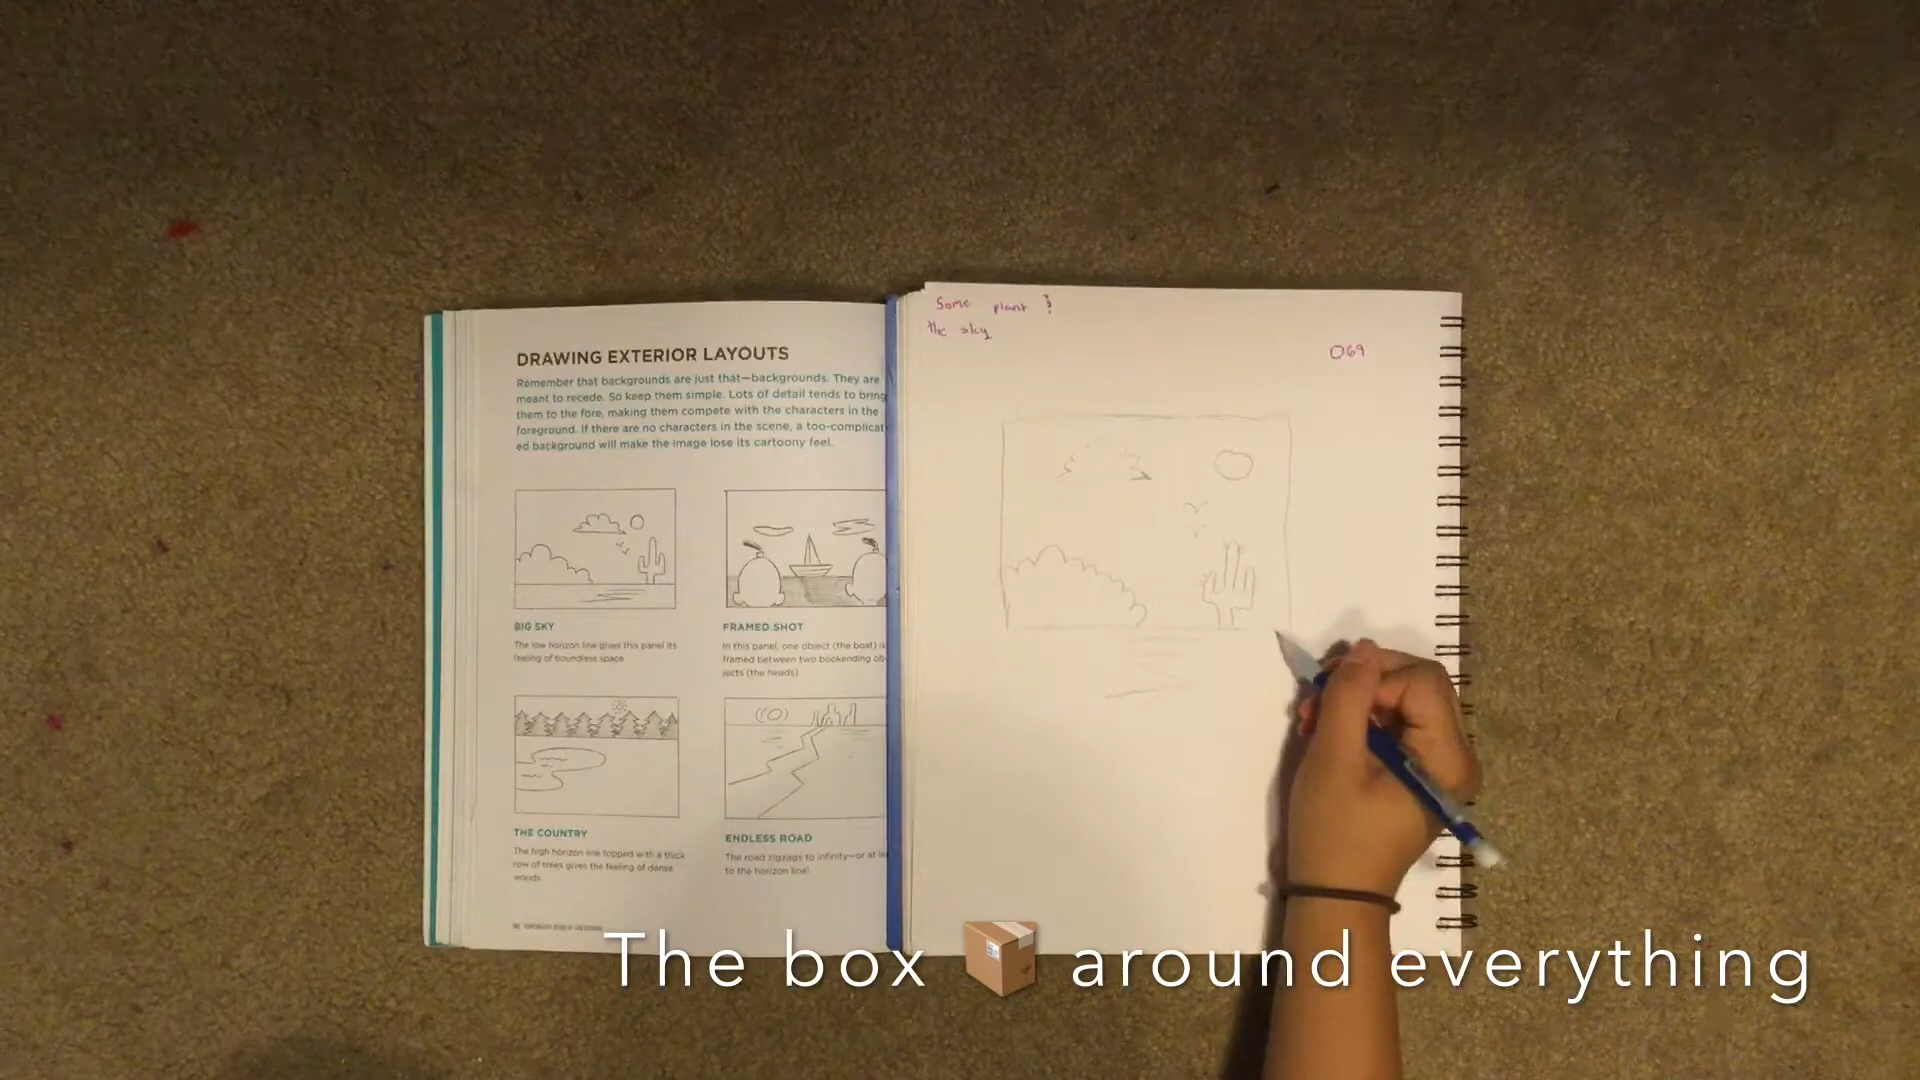 DRAWING EXTERIOR LAYOUTS
Remember that backgrounds are just that—backgrounds. They are
meant to recede. So keep them simple. Lots of detail tends to bring
them to the fore, making them compete with the characters in the
foreground. If there are no characters in the scene, a too-complicat
ed background will make the image lose its cartoony feel.
BIG SKY
The low horizon line gives this panel its
feeling of boundless space
FRAMED SHOT
In this panel, one object (the boat) is
framed between two bookending ob-
jects (the heads)
THE COUNTRY
The high horizon line topped with a thick
row of trees gives the feeling of dense
woods
ENDLESS ROAD
The road zigzags to infinity—or at
to the horizon line!
Some plant &
the sky
069
The box 📦 around everything